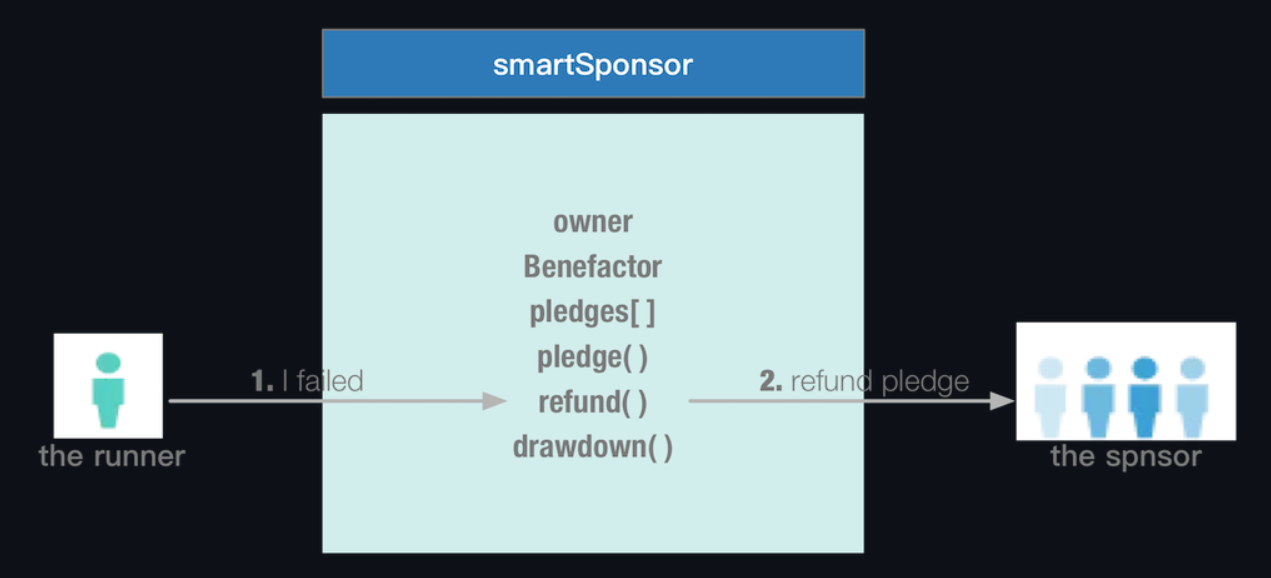 smartSponsor
owner
Benefactor
pledges[ ]
pledge( )
1. I failed
refund( )
2. refund pledge
drawdown( )
the runner
the spnsor